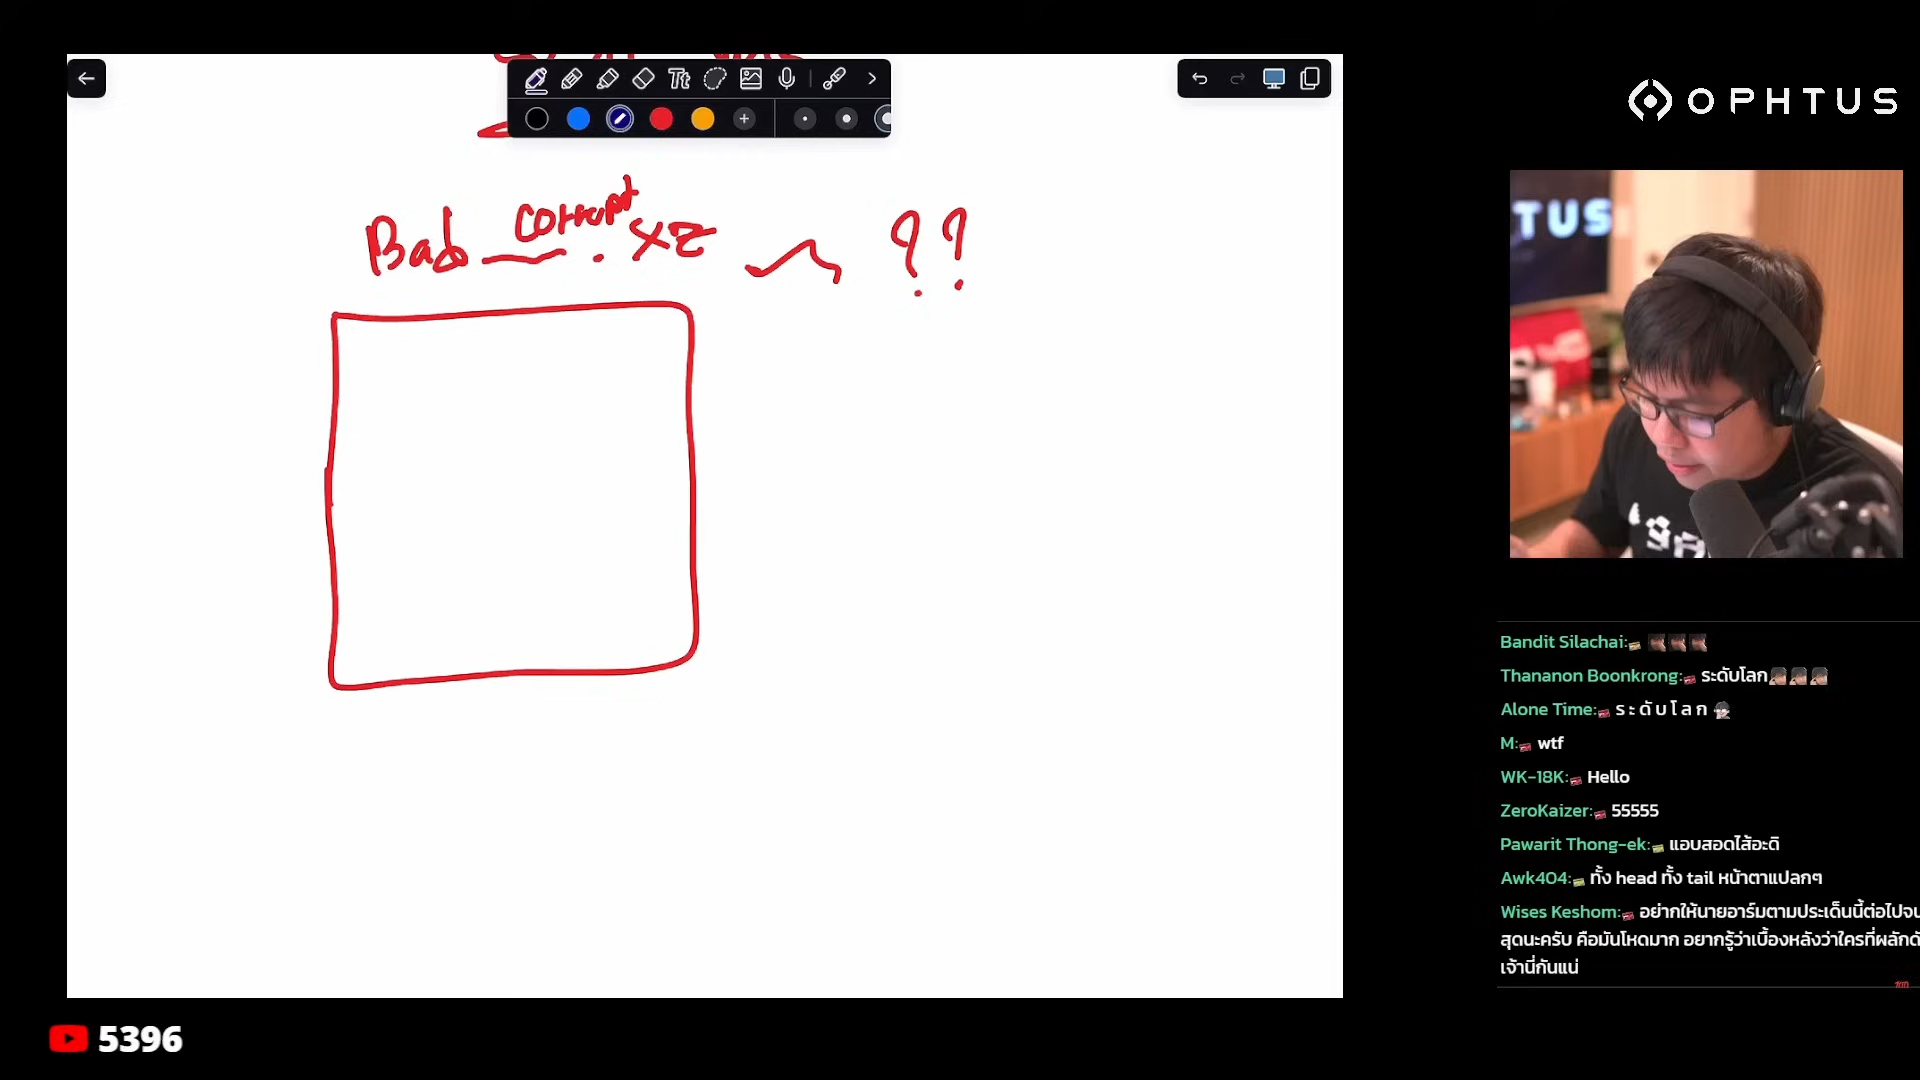 OPHTUS
Bad corrupt . xz ??
TUS
Bandit Silachai:
Thananon Boonkrong: ระดับโลก
Alone Time: ร ะ ดั บ โ ล ก
M: wtf
WK-18K: Hello
ZeroKaizer: 55555
Pawarit Thong-ek: แอบสอดไส้อะดิ
Awk404: ทั้ง head ทั้ง tail หน้าตาแปลกๆ
Wises Keshom: อย่ากให้นายอาร์มตามประเด็นนี้ต่อไปจน
สุดนะครับ คือมันโหดมาก อยากรู้ว่าเบื้องหลังว่าใครที่ผลักดั
เจ้านี่กันแน่
5396